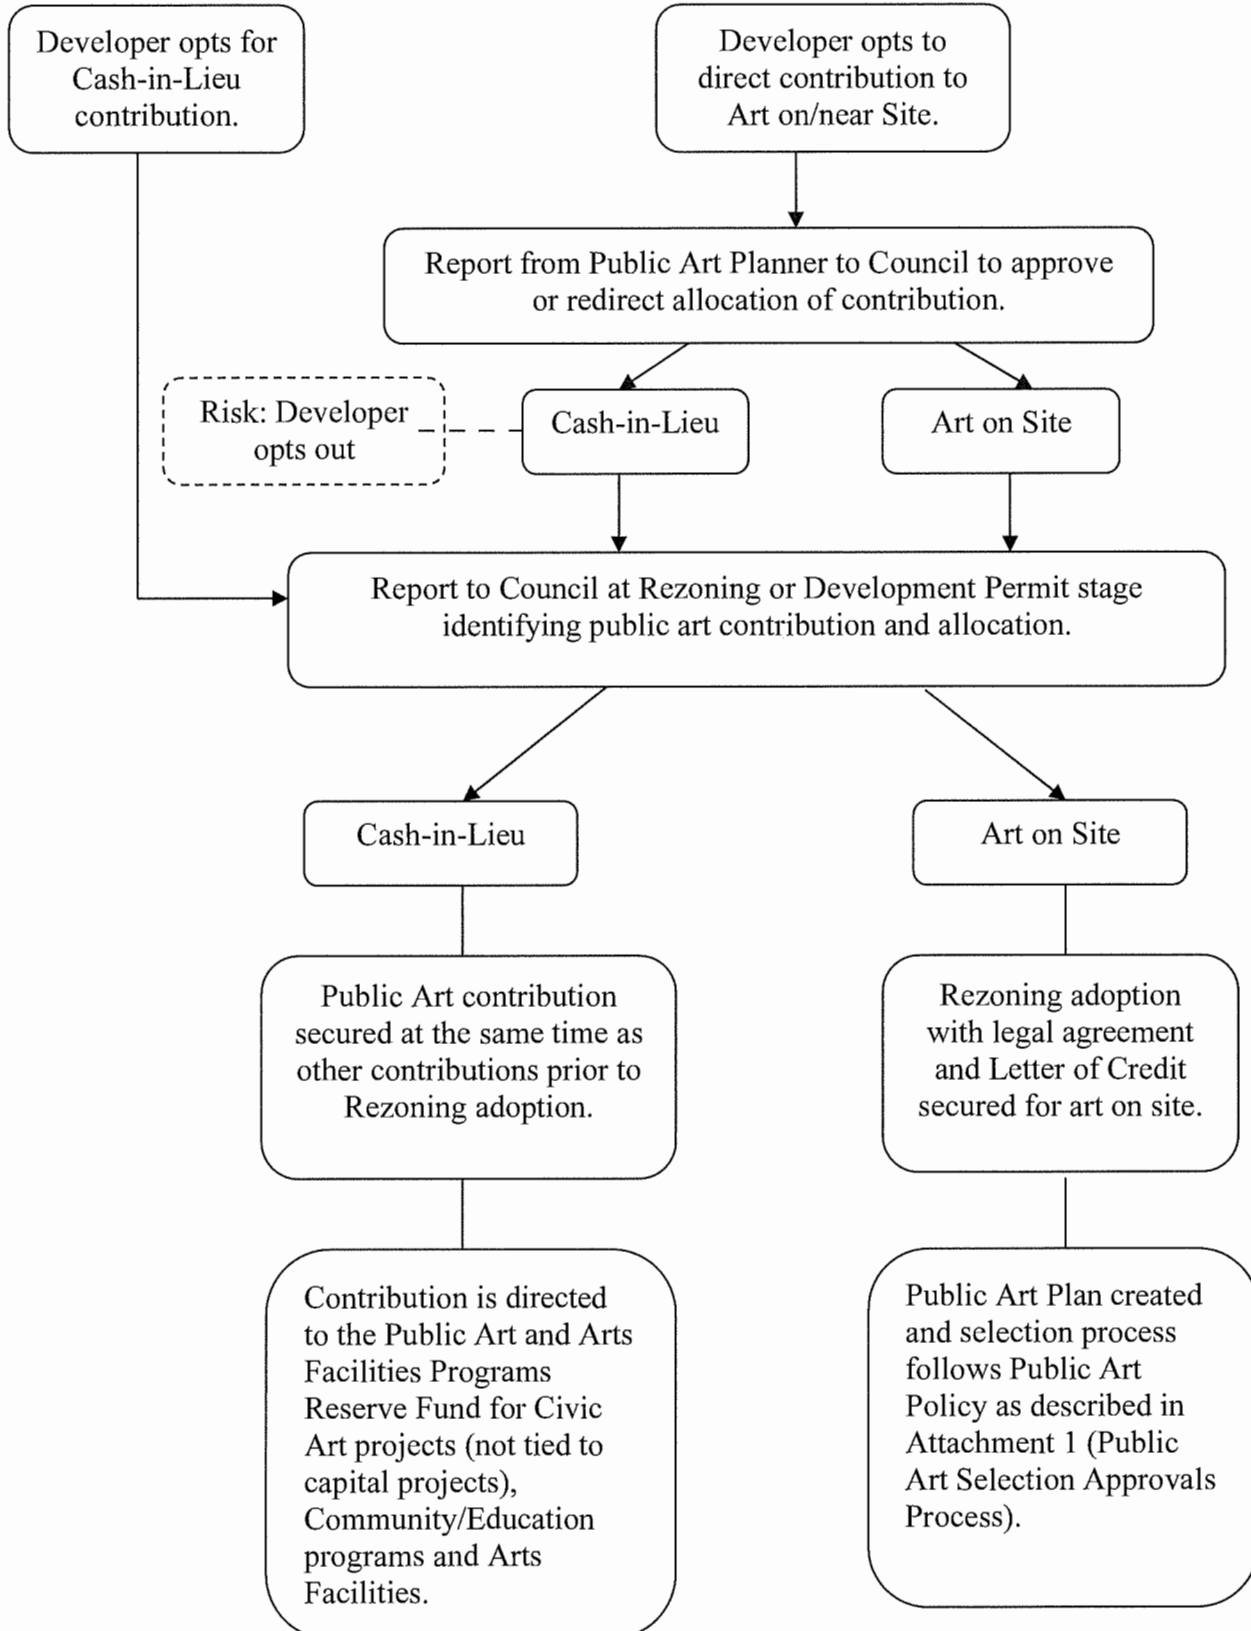 Developer opts for
Cash-in-Lieu
contribution.
Developer opts to
direct contribution to
Art on/near Site.
Report from Public Art Planner to Council to approve
or redirect allocation of contribution.
Risk: Developer
opts out
Cash-in-Lieu
Art on Site
Report to Council at Rezoning or Development Permit stage
identifying public art contribution and allocation.
Cash-in-Lieu
Art on Site
Public Art contribution
secured at the same time as
other contributions prior to
Rezoning adoption.
Rezoning adoption
with legal agreement
and Letter of Credit
secured for art on site.
Contribution is directed
to the Public Art and Arts
Facilities Programs
Reserve Fund for Civic
Art projects (not tied to
capital projects),
Community/Education
programs and Arts
Facilities.
Public Art Plan created
and selection process
follows Public Art
Policy as described in
Attachment 1 (Public
Art Selection Approvals
Process).